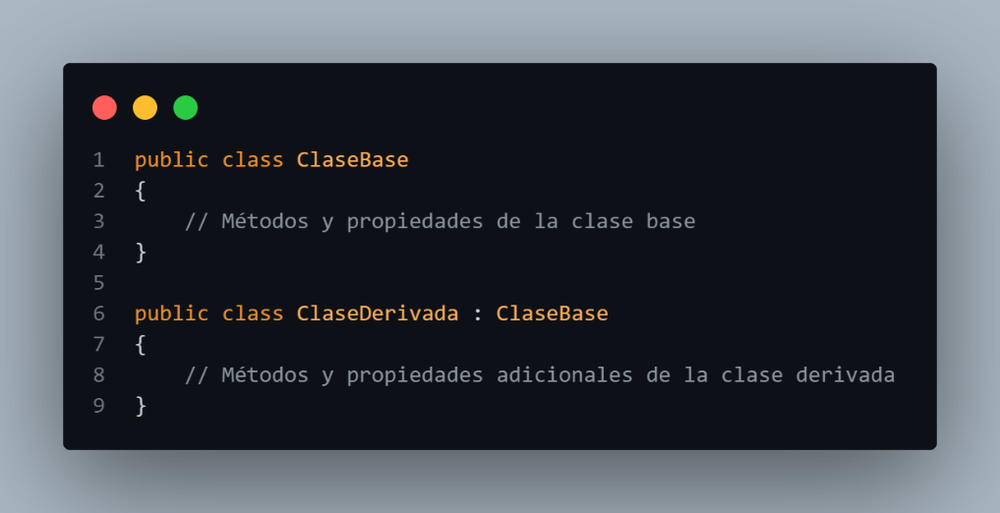 1 public class ClaseBase
2 {
3     // Métodos y propiedades de la clase base
4 }
5
6 public class ClaseDerivada : ClaseBase
7 {
8     // Métodos y propiedades adicionales de la clase derivada
9 }